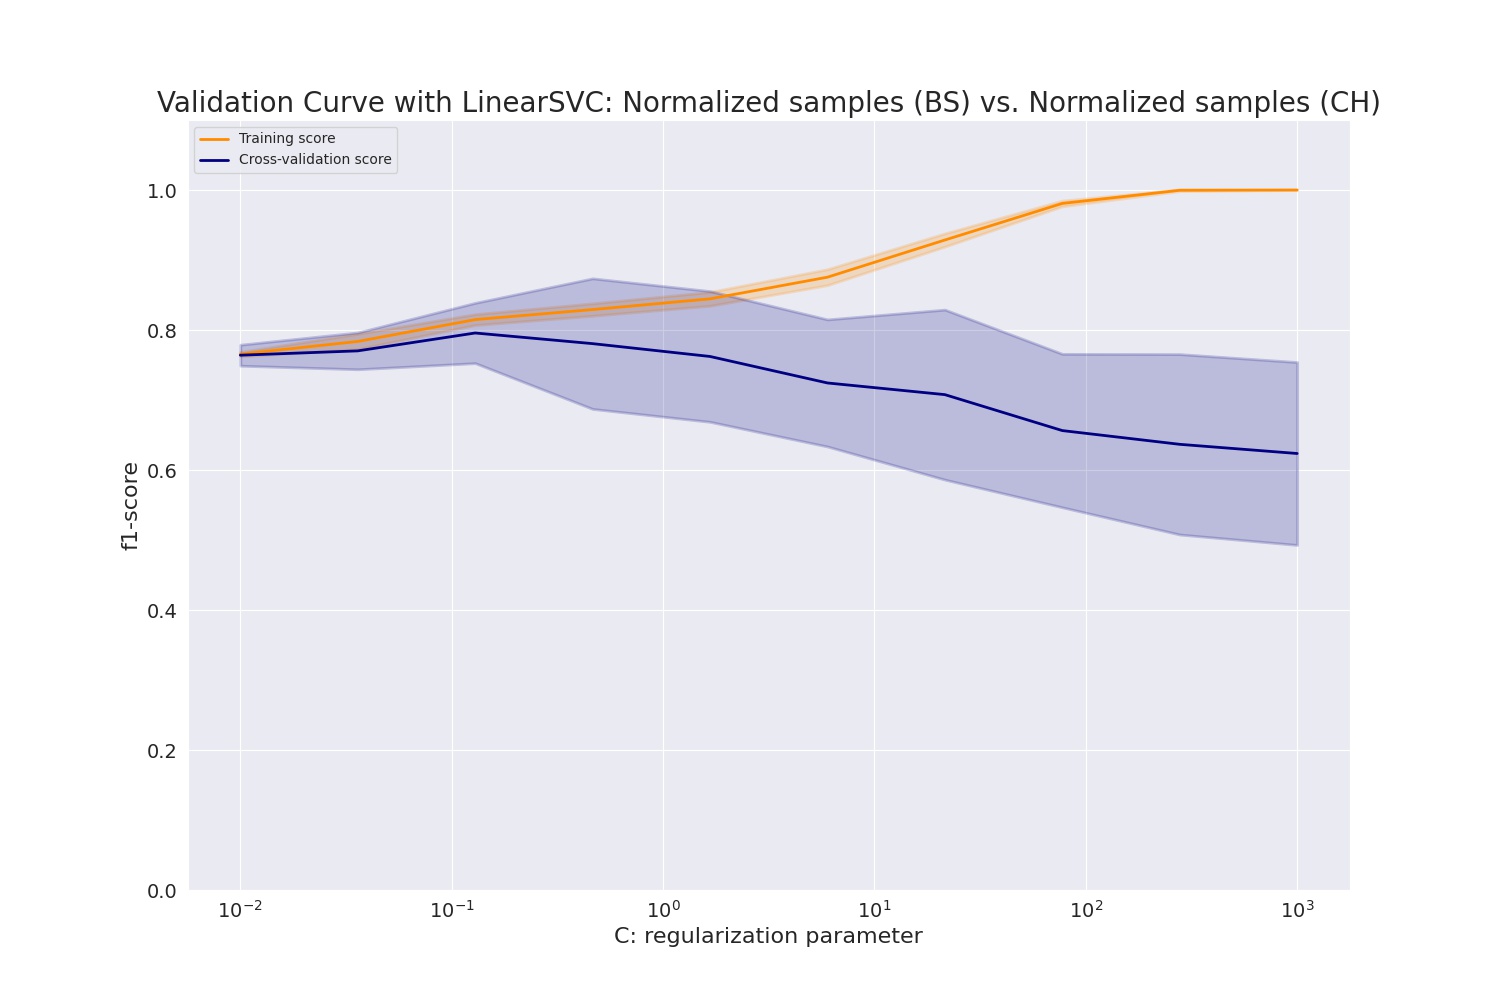 Validation Curve with LinearSVC: Normalized samples (BS) vs. Normalized samples (CH)
Training score
Cross-validation score
1.0
0.8
0.6
0.4
0.2
0.0
f1-score
10⁻² 10⁻¹ 10⁰ 10¹ 10² 10³
C: regularization parameter